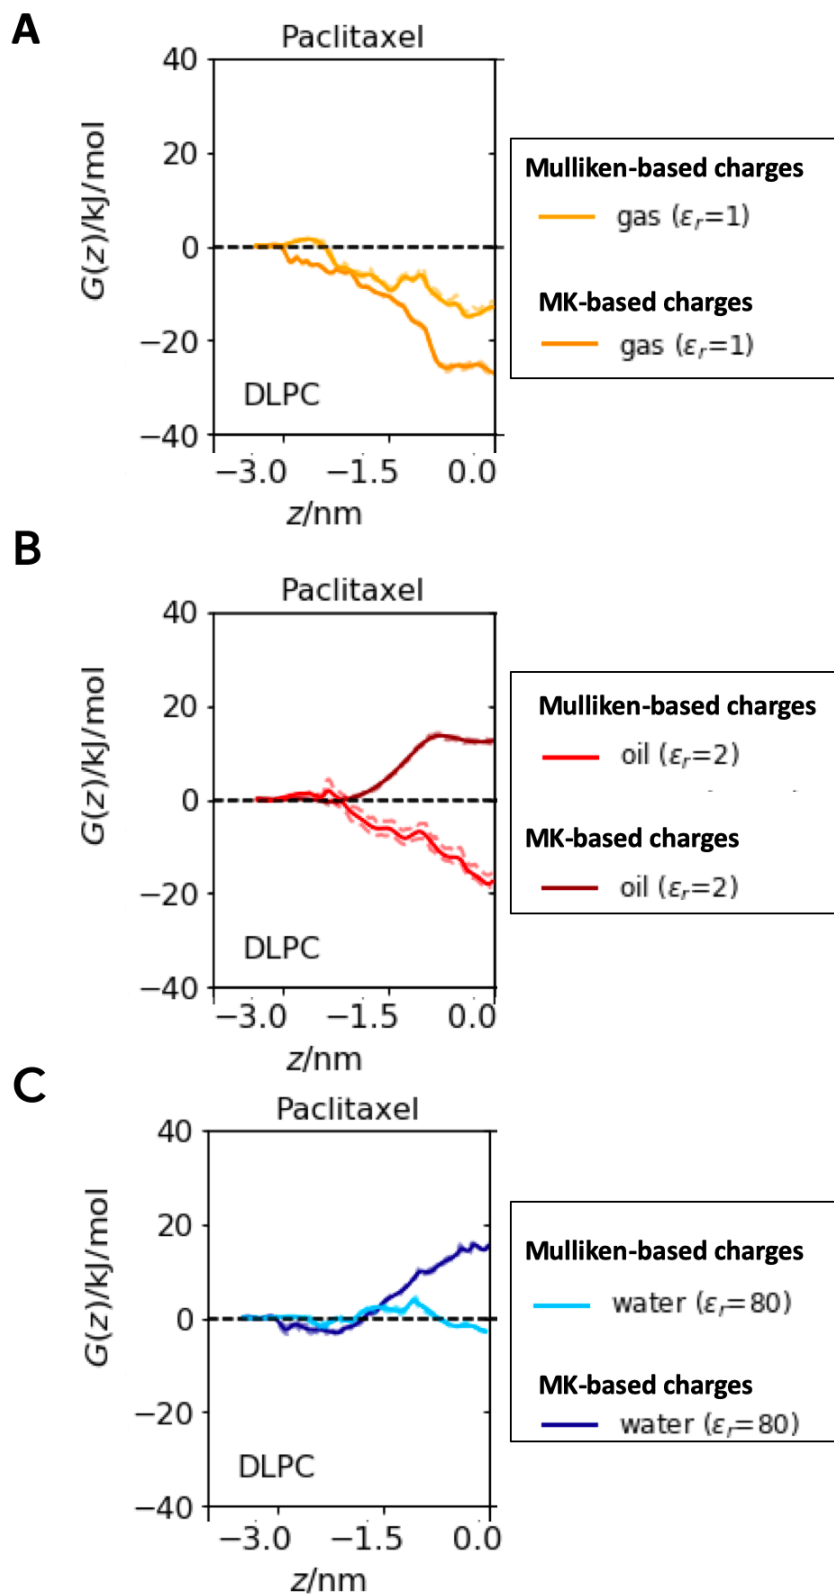 A
Paclitaxel
40
20
0
−20
−40
G(z)/kJ/mol
DLPC
−3.0 −1.5 0.0
z/nm
Mulliken-based charges
gas (εr=1)
MK-based charges
gas (εr=1)
B
Paclitaxel
40
20
0
−20
−40
G(z)/kJ/mol
DLPC
−3.0 −1.5 0.0
z/nm
Mulliken-based charges
oil (εr=2)
MK-based charges
oil (εr=2)
C
Paclitaxel
40
20
0
−20
−40
G(z)/kJ/mol
DLPC
−3.0 −1.5 0.0
z/nm
Mulliken-based charges
water (εr=80)
MK-based charges
water (εr=80)